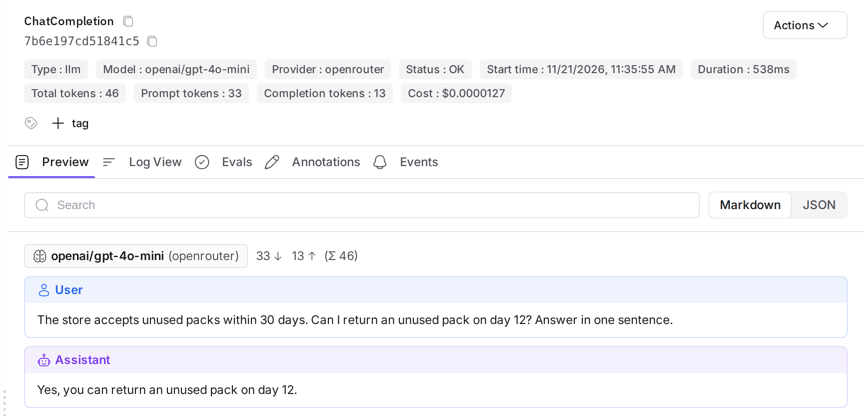 ChatCompletion
Actions
7b6e197cd51841c5
Type : llm Model : openai/gpt-4o-mini Provider : openrouter Status : OK Start time : 11/21/2026, 11:35:55 AM Duration : 538ms
Total tokens : 46 Prompt tokens : 33 Completion tokens : 13 Cost : $0.0000127
tag
Preview Log View Evals Annotations Events
Search Markdown JSON
openai/gpt-4o-mini (openrouter) 33 ↓ 13 ↑ (Σ 46)
User
The store accepts unused packs within 30 days. Can I return an unused pack on day 12? Answer in one sentence.
Assistant
Yes, you can return an unused pack on day 12.